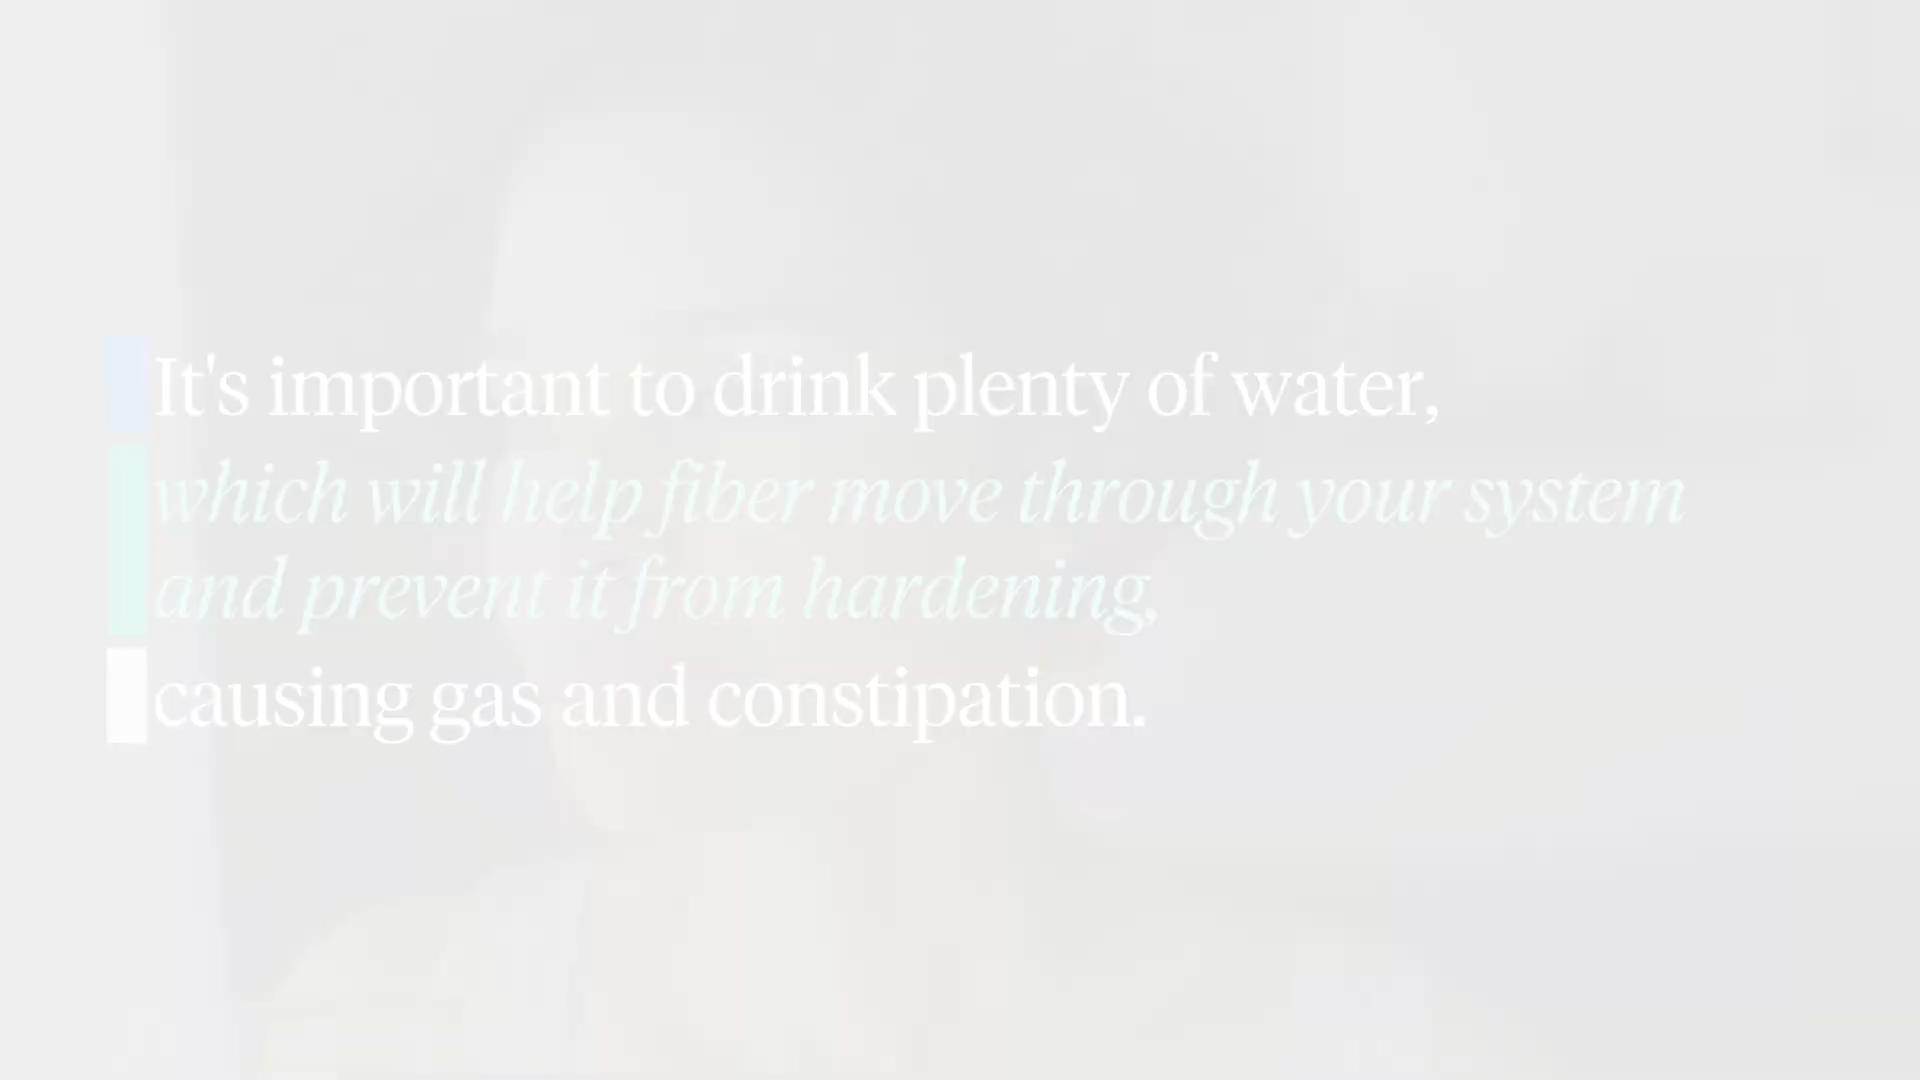 It's important to drink plenty of water,
which will help fiber move through your system
and prevent it from hardening,
causing gas and constipation.